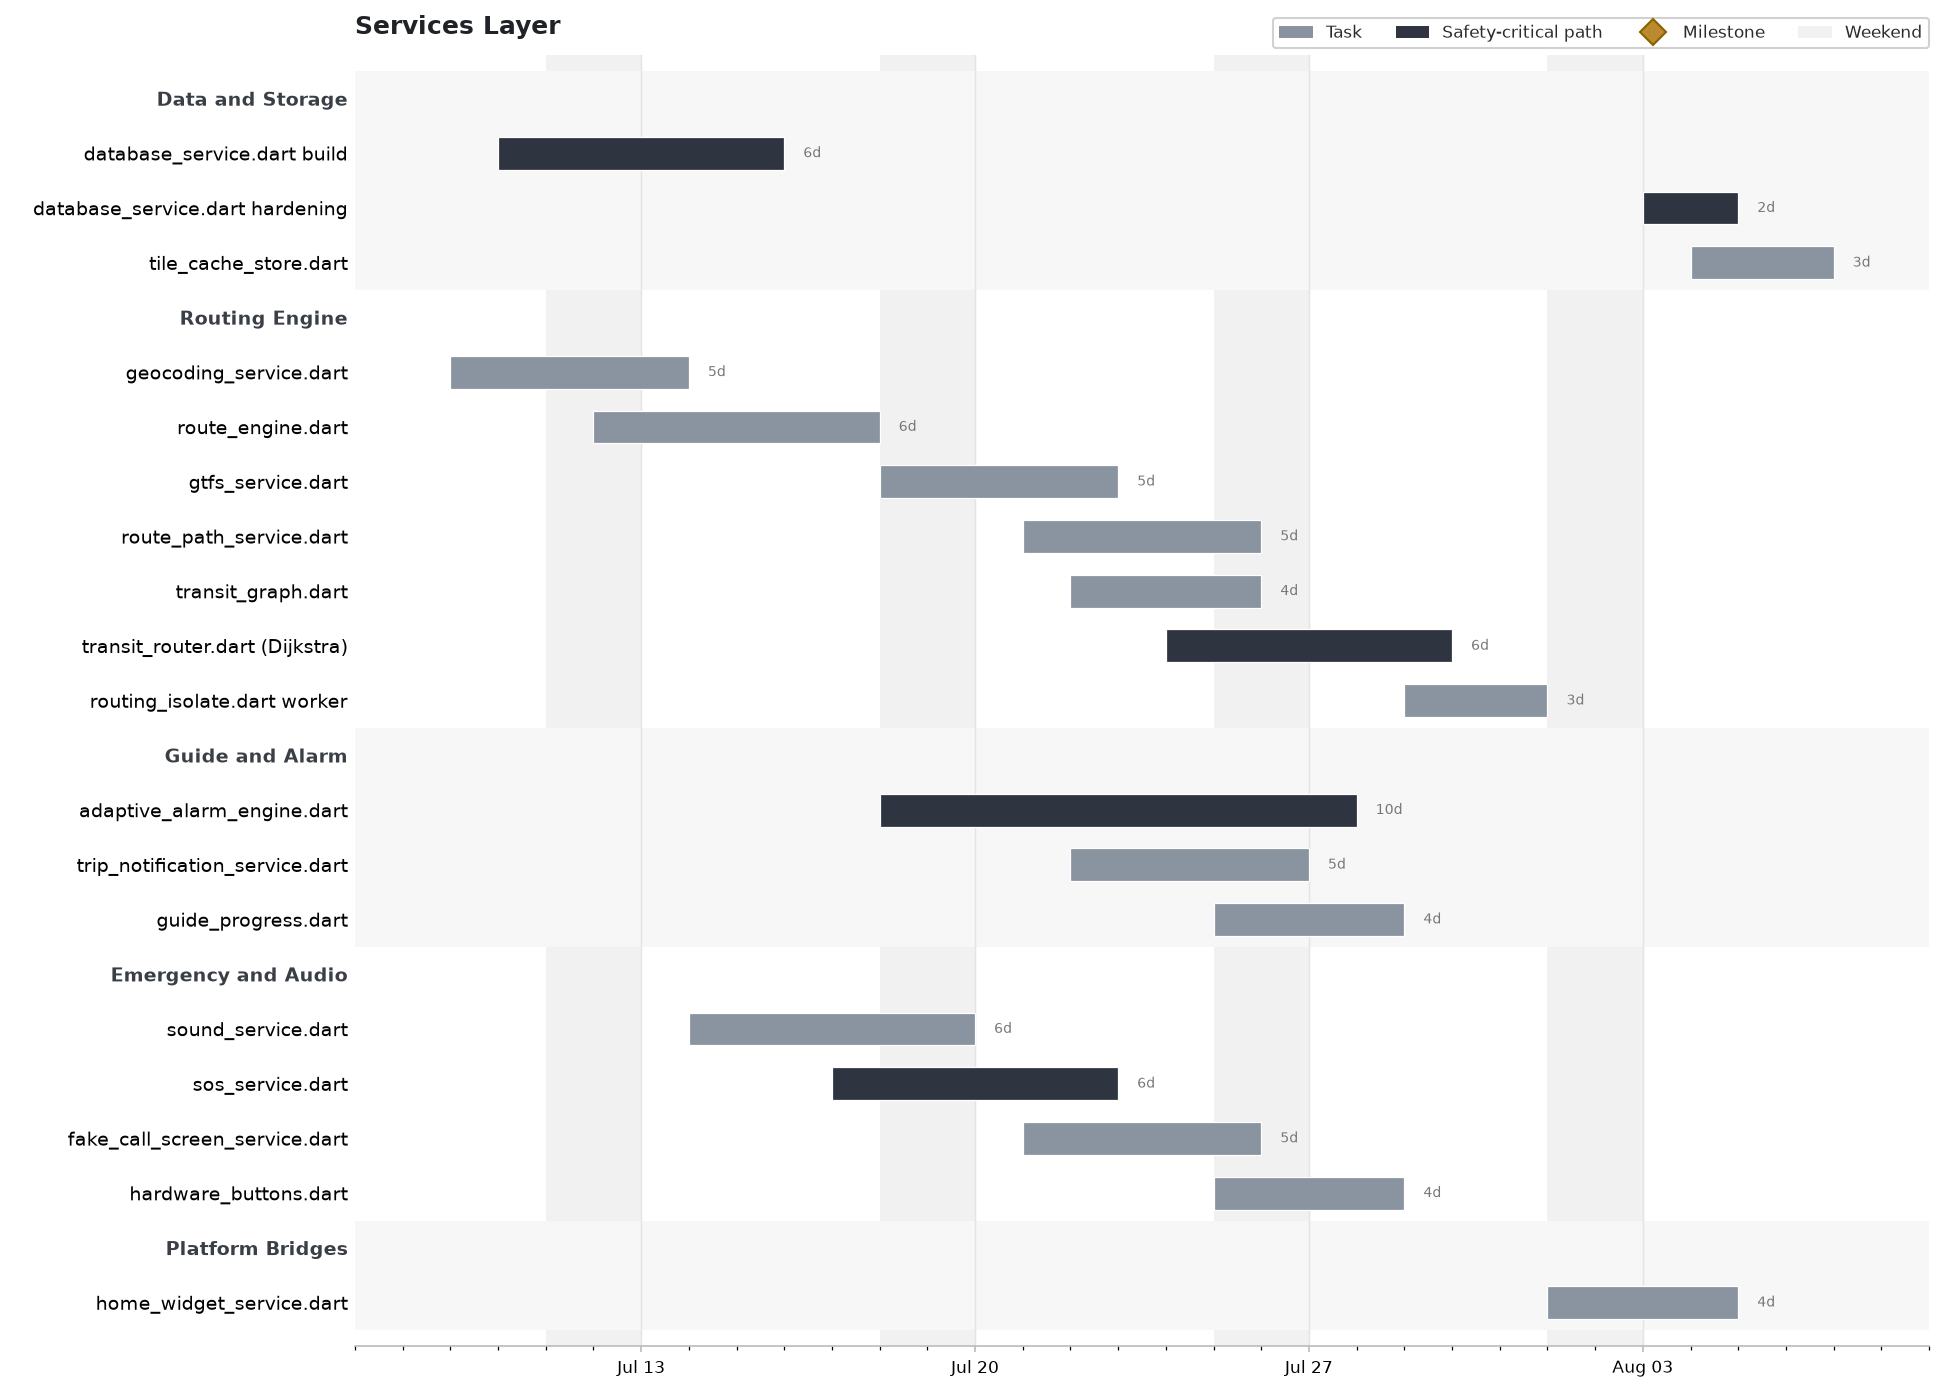 Services Layer
Task
Safety-critical path
Milestone
Weekend
Data and Storage
database_service.dart build 6d
database_service.dart hardening 2d
tile_cache_store.dart 3d
Routing Engine
geocoding_service.dart 5d
route_engine.dart 6d
gtfs_service.dart 5d
route_path_service.dart 5d
transit_graph.dart 4d
transit_router.dart (Dijkstra) 6d
routing_isolate.dart worker 3d
Guide and Alarm
adaptive_alarm_engine.dart 10d
trip_notification_service.dart 5d
guide_progress.dart 4d
Emergency and Audio
sound_service.dart 6d
sos_service.dart 6d
fake_call_screen_service.dart 5d
hardware_buttons.dart 4d
Platform Bridges
home_widget_service.dart 4d
Jul 13 Jul 20 Jul 27 Aug 03